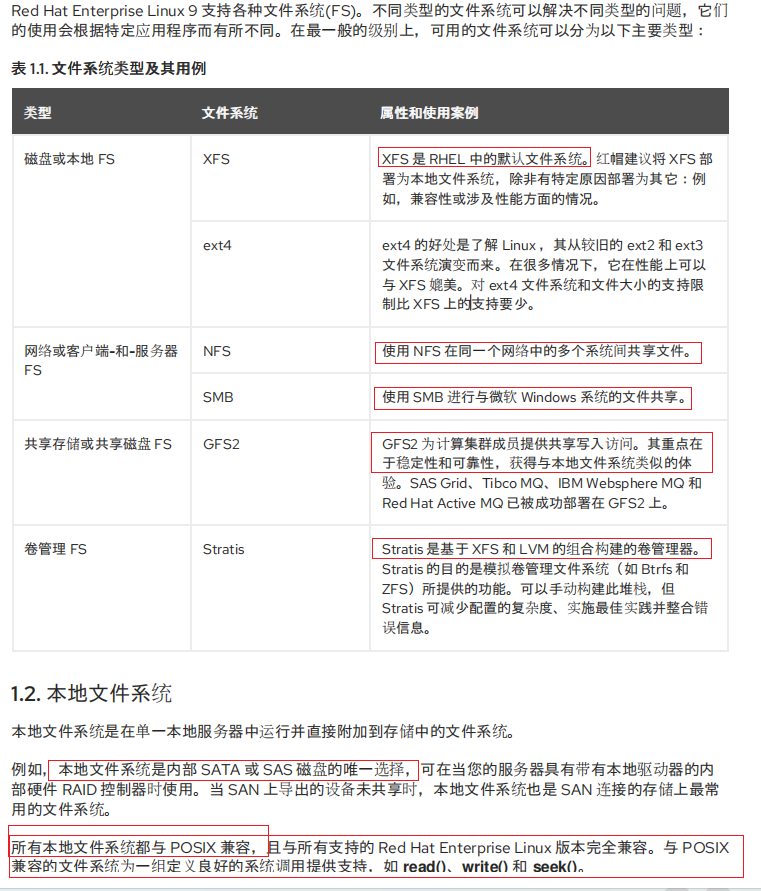 Red Hat Enterprise Linux 9 支持各种文件系统(FS)。不同类型的文件系统可以解决不同类型的问题，它们
的使用会根据特定应用程序而有所不同。在最一般的级别上，可用的文件系统可以分为以下主要类型：
表 1.1. 文件系统类型及其用例
类型 文件系统 属性和使用案例
磁盘或本地 FS XFS XFS 是 RHEL 中的默认文件系统。红帽建议将 XFS 部
署为本地文件系统，除非有特定原因部署为其它：例
如，兼容性或涉及性能方面的情况。
ext4 ext4 的好处是了解 Linux，其从较旧的 ext2 和 ext3
文件系统演变而来。在很多情况下，它在性能上可以
与 XFS 媲美。对 ext4 文件系统和文件大小的支持限
制比 XFS 上的支持要少。
网络或客户端-和-服务器
FS
NFS 使用 NFS 在同一个网络中的多个系统间共享文件。
SMB 使用 SMB 进行与微软 Windows 系统的文件共享。
共享存储或共享磁盘 FS GFS2 GFS2 为计算集群成员提供共享写入访问。其重点在
于稳定性和可靠性，获得与本地文件系统类似的体
验。SAS Grid、Tibco MQ、IBM Websphere MQ 和
Red Hat Active MQ 已被成功部署在 GFS2 上。
卷管理 FS Stratis Stratis 是基于 XFS 和 LVM 的组合构建的卷管理器。
Stratis 的目的是模拟卷管理文件系统（如 Btrfs 和
ZFS）所提供的功能。可以手动构建此堆栈，但
Stratis 可减少配置的复杂度、实施最佳实践并整合错
误信息。
1.2. 本地文件系统
本地文件系统是在单一本地服务器中运行并直接附加到存储中的文件系统。
例如，本地文件系统是内部 SATA 或 SAS 磁盘的唯一选择，可在当您的服务器具有带有本地驱动器的内
部硬件 RAID 控制器时使用。当 SAN 上导出的设备未共享时，本地文件系统也是 SAN 连接的存储上最常
用的文件系统。
所有本地文件系统都与 POSIX 兼容，且与所有支持的 Red Hat Enterprise Linux 版本完全兼容。与 POSIX
兼容的文件系统为一组定义良好的系统调用提供支持，如 read()、write() 和 seek()。